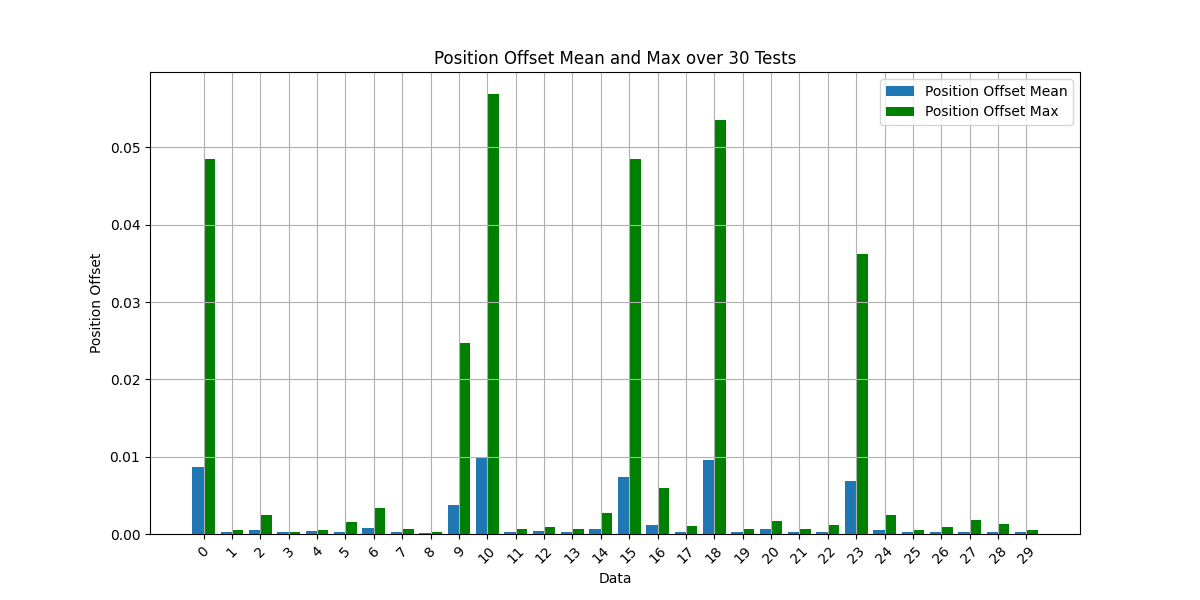 Position Offset Mean and Max over 30 Tests
Position Offset Mean
Position Offset Max
0.05
0.04
0.03
0.02
0.01
0.00
Position Offset
0 1 2 3 4 5 6 7 8 9 10 11 12 13 14 15 16 17 18 19 20 21 22 23 24 25 26 27 28 29
Data